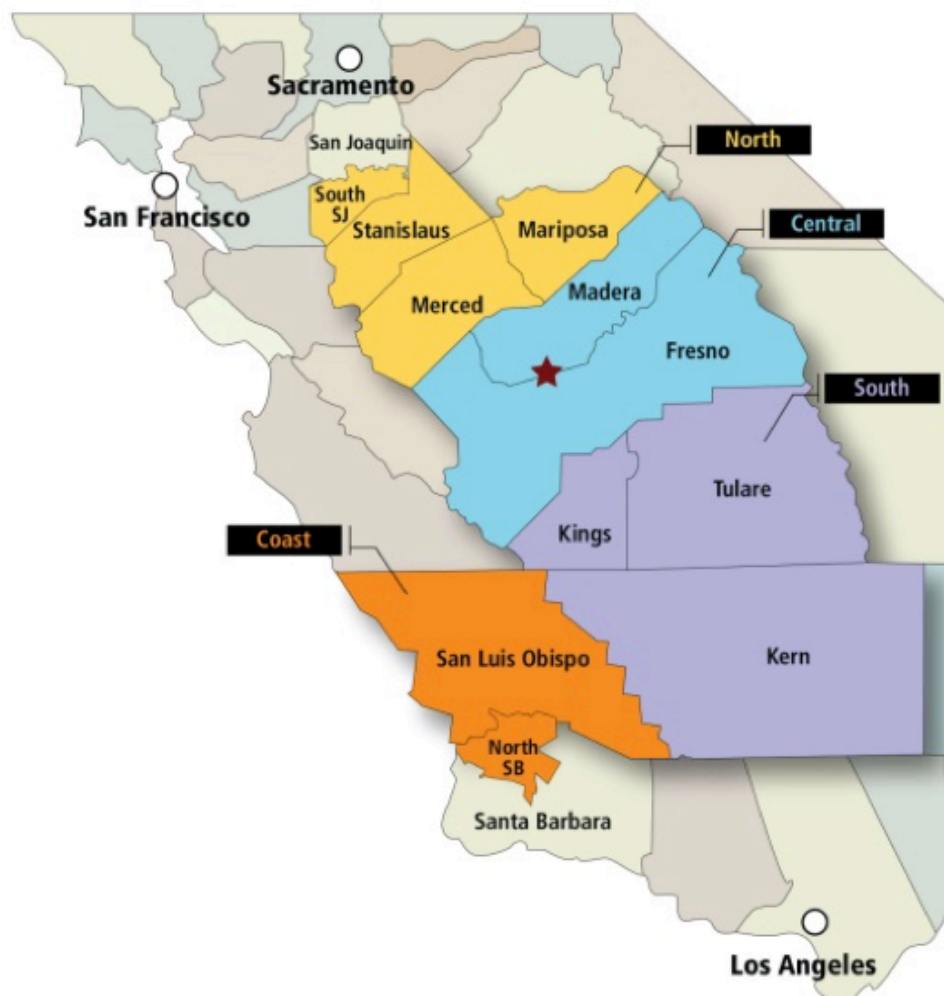 Sacramento
San Joaquin
North
South
SJ
San Francisco
Stanislaus
Mariposa
Central
Madera
Merced
Fresno
South
Tulare
Kings
Coast
San Luis Obispo
Kern
North
SB
Santa Barbara
Los Angeles